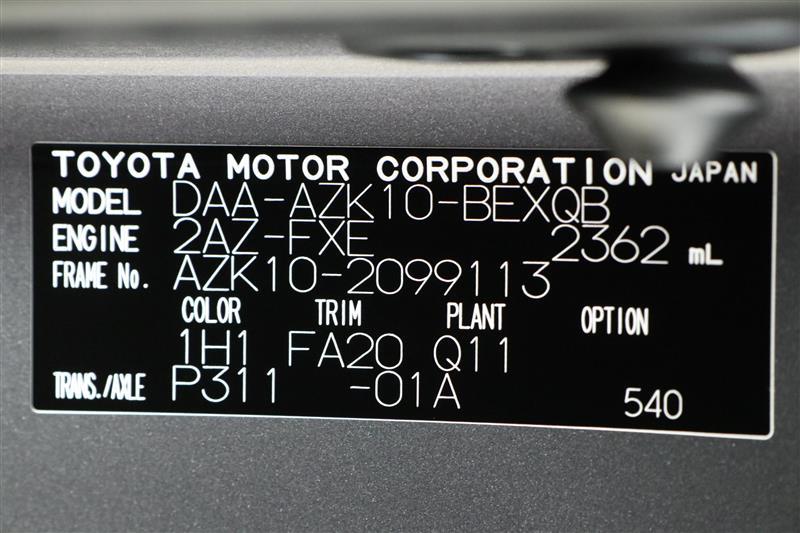 TOYOTA MOTOR CORPORATION JAPAN
MODEL DAA-AZK10-BEXQB
ENGINE 2AZ-FXE 2362 mL
FRAME No. AZK10-2099113
COLOR TRIM PLANT OPTION
1H1 FA20 Q11
TRANS./AXLE P311 -01A 540